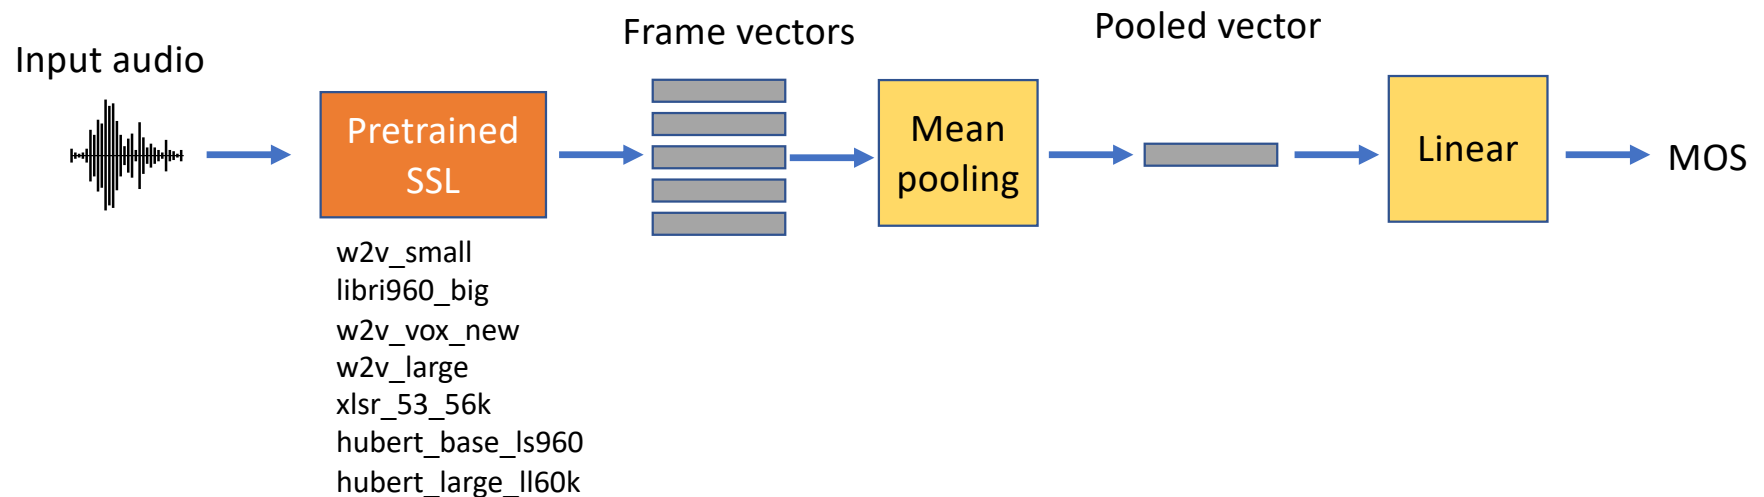 Input audio
Pretrained
SSL
w2v_small
libri960_big
w2v_vox_new
w2v_large
xlsr_53_56k
hubert_base_ls960
hubert_large_ll60k
Frame vectors
Mean
pooling
Pooled vector
Linear
MOS